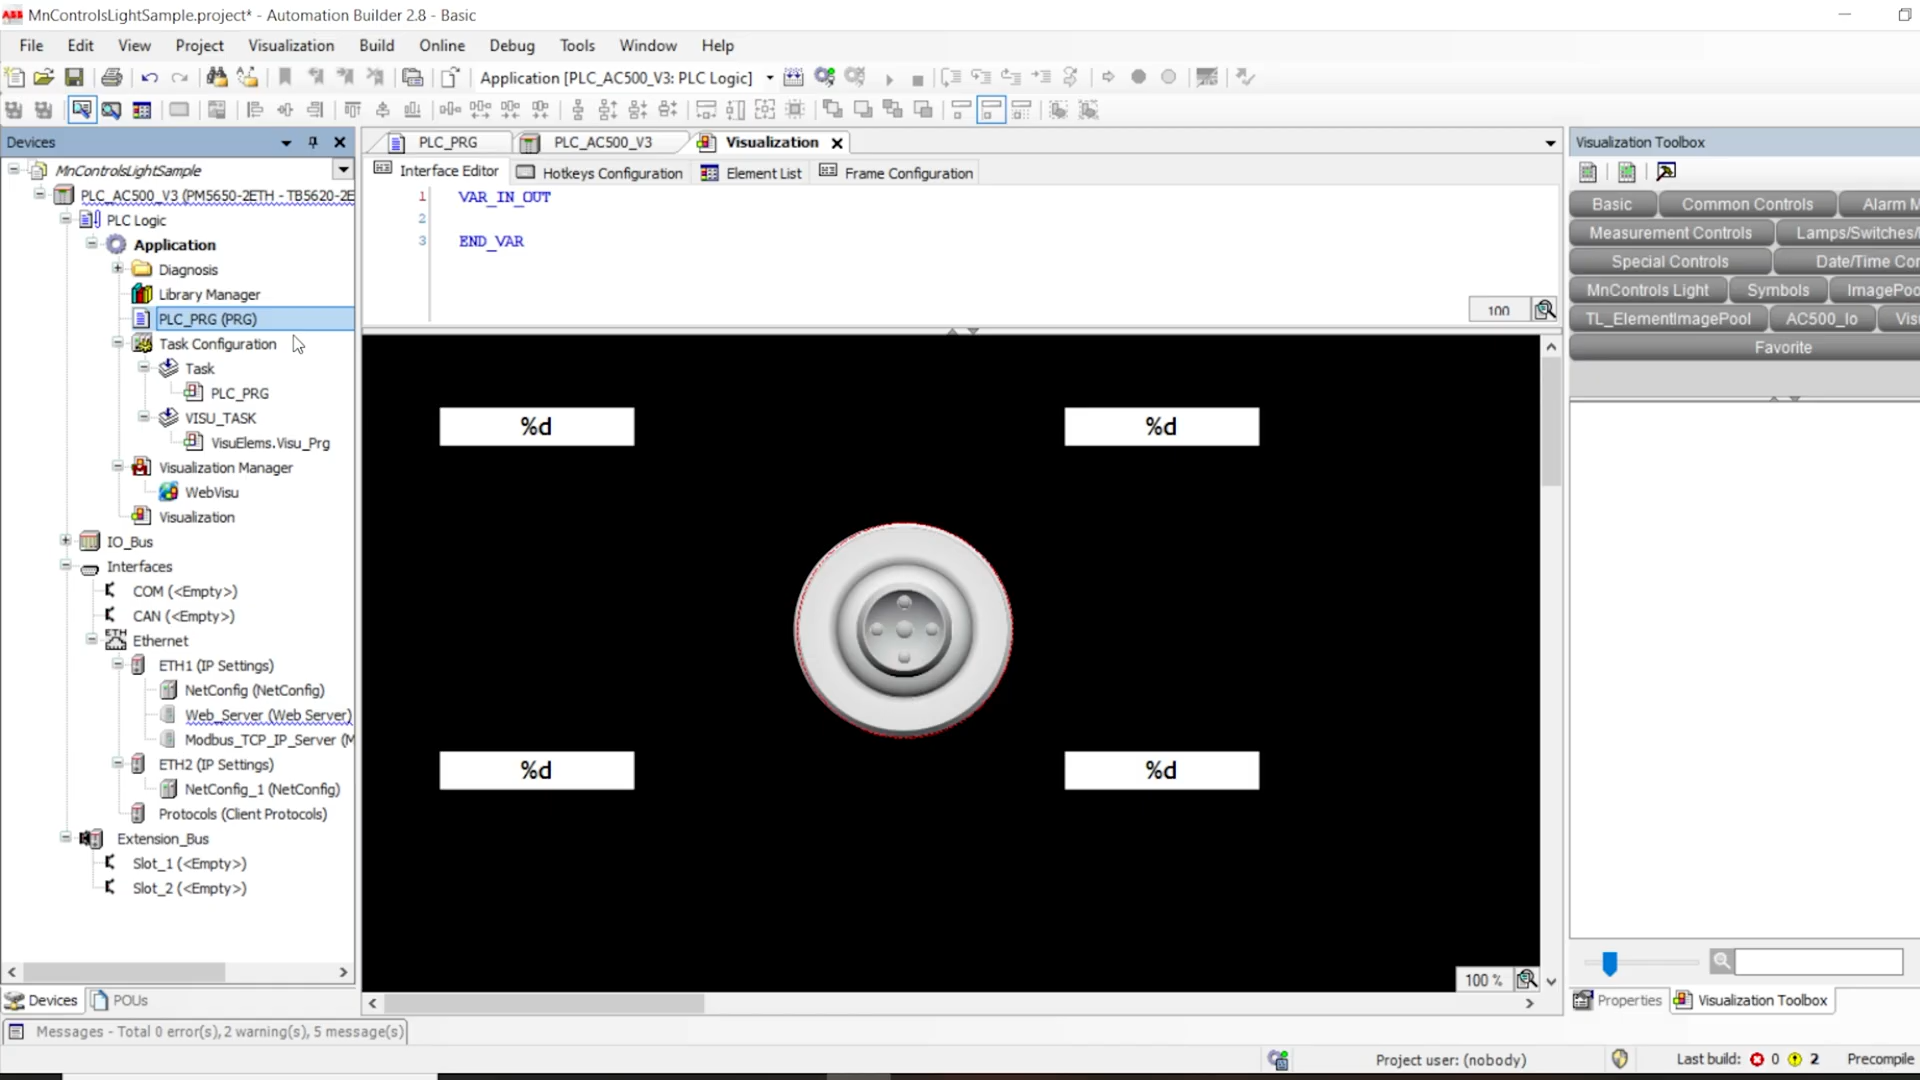 ABB MnControlsLightSample.project* - Automation Builder 2.8 - Basic
File Edit View Project Visualization Build Online Debug Tools Window Help
Application [PLC_AC500_V3: PLC Logic]
Devices
MnControlsLightSample
PLC_AC500_V3 (PM5650-2ETH - TB5620-2E
PLC Logic
Application
Diagnosis
Library Manager
PLC_PRG (PRG)
Task Configuration
Task
PLC_PRG
VISU_TASK
VisuElems.Visu_Prg
Visualization Manager
WebVisu
Visualization
IO_Bus
Interfaces
COM (<Empty>)
CAN (<Empty>)
ETH Ethernet
ETH1 (IP Settings)
NetConfig (NetConfig)
Web_Server (Web Server)
Modbus_TCP_IP_Server (M
ETH2 (IP Settings)
NetConfig_1 (NetConfig)
Protocols (Client Protocols)
Extension_Bus
Slot_1 (<Empty>)
Slot_2 (<Empty>)
Devices POUs
PLC_PRG PLC_AC500_V3 Visualization
Interface Editor Hotkeys Configuration Element List Frame Configuration
1 VAR_IN_OUT
2
3 END_VAR
100
%d %d
%d %d
100 %
Visualization Toolbox
Basic Common Controls Alarm M
Measurement Controls Lamps/Switches/
Special Controls Date/Time Co
MnControls Light Symbols ImagePoo
TL_ElementImagePool AC500_Io Vis
Favorite
Properties Visualization Toolbox
Messages - Total 0 error(s), 2 warning(s), 5 message(s)
Project user: (nobody) Last build: 0 2 Precompile